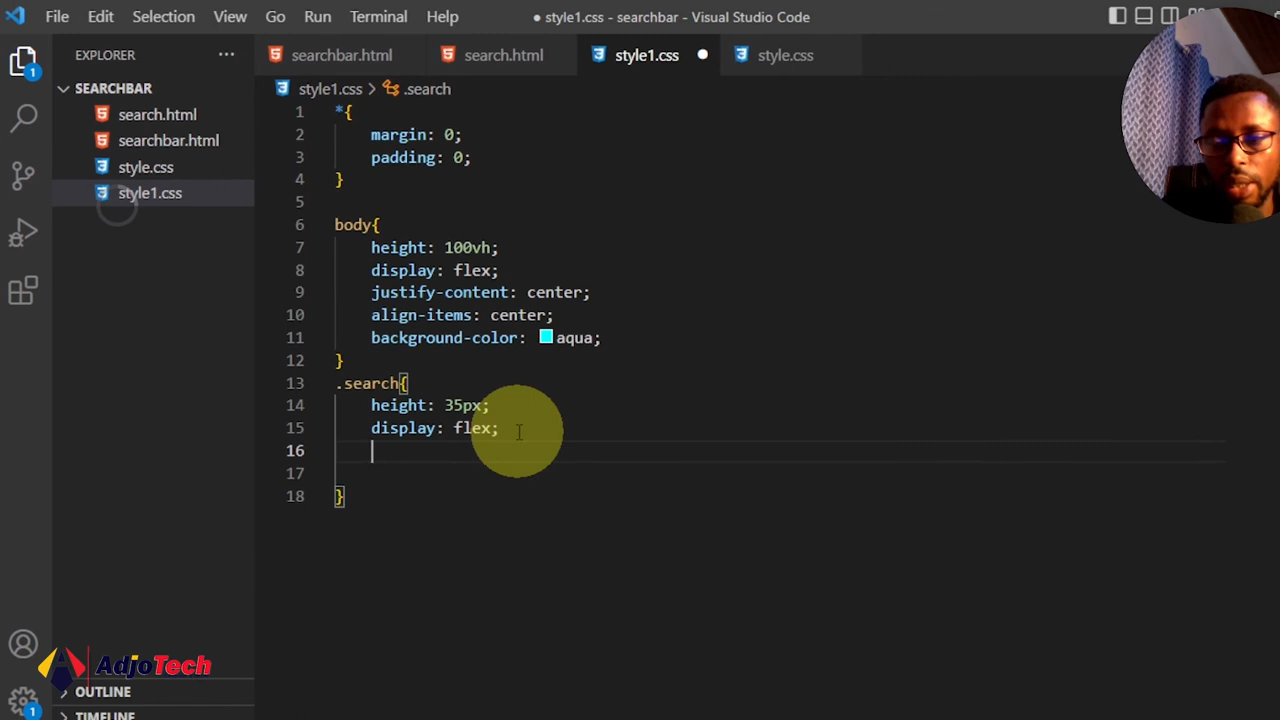 File Edit Selection View Go Run Terminal Help
● style1.css - searchbar - Visual Studio Code
EXPLORER ...
SEARCHBAR
search.html
searchbar.html
style.css
style1.css
searchbar.html search.html style1.css style.css
style1.css > .search
1 *{
2 margin: 0;
3 padding: 0;
4 }
5
6 body{
7 height: 100vh;
8 display: flex;
9 justify-content: center;
10 align-items: center;
11 background-color: aqua;
12 }
13 .search{
14 height: 35px;
15 display: flex;
16
17
18 }
1
AdjoTech
1
OUTLINE
TIMELINE